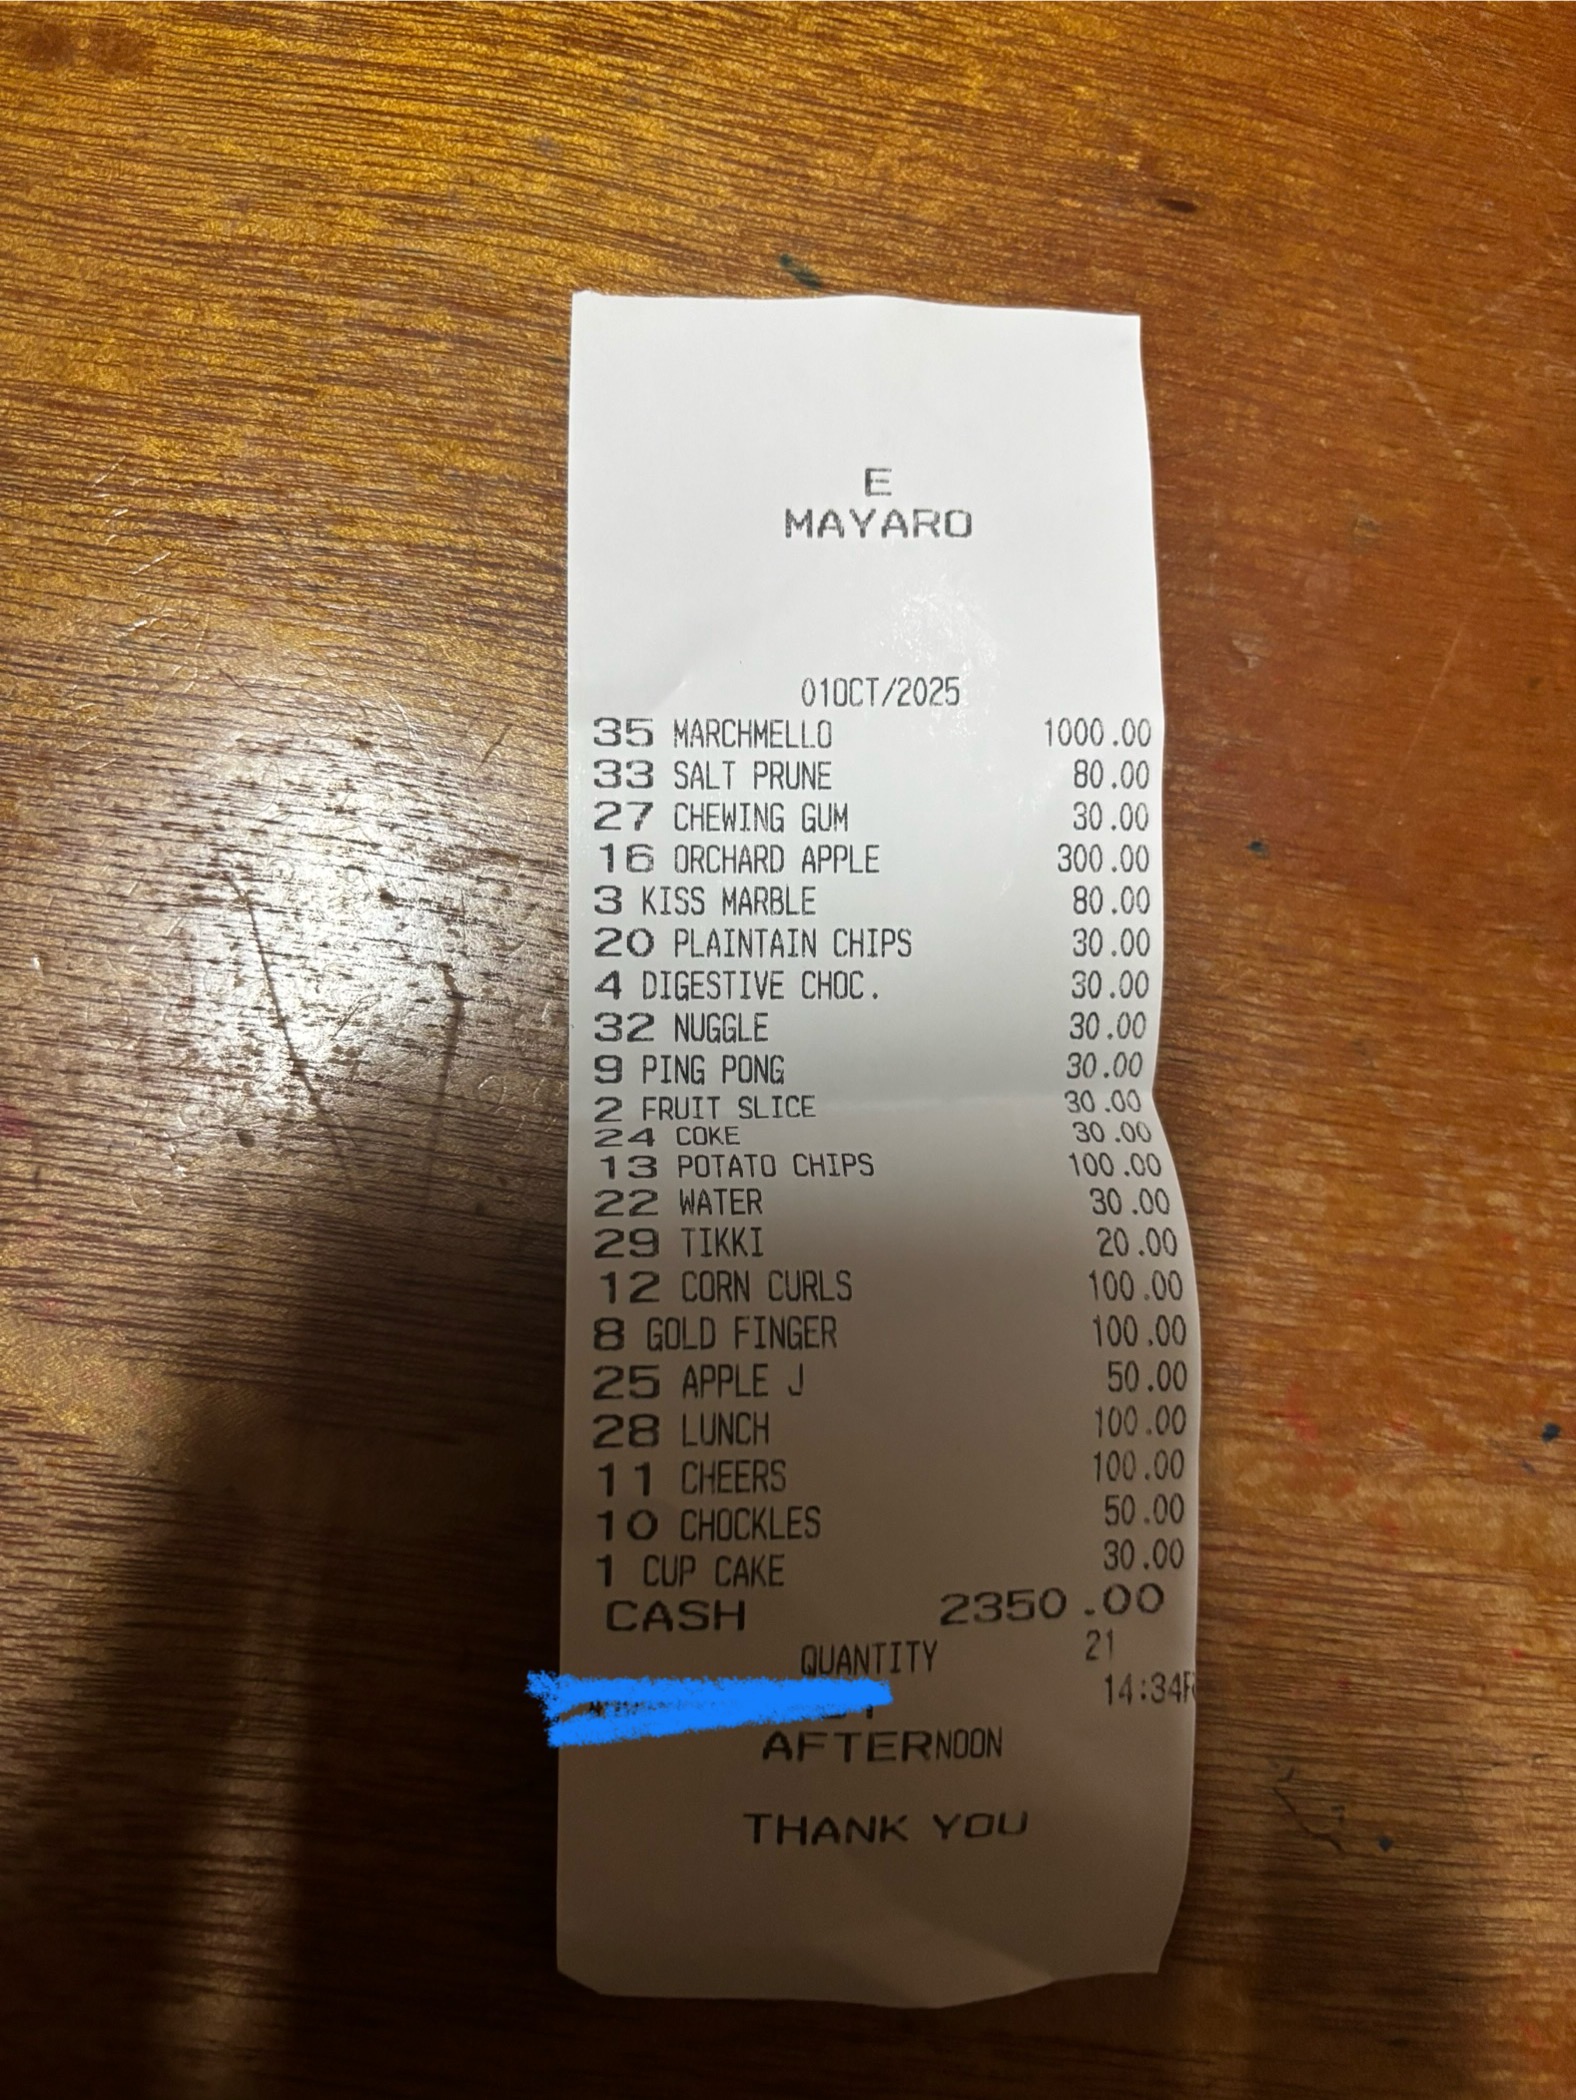 E
MAYARO
01OCT/2025
35 MARCHMELLO 1000.00
33 SALT PRUNE 80.00
27 CHEWING GUM 30.00
16 ORCHARD APPLE 300.00
3 KISS MARBLE 80.00
20 PLAINTAIN CHIPS 30.00
4 DIGESTIVE CHOC. 30.00
32 NUGGLE 30.00
9 PING PONG 30.00
2 FRUIT SLICE 30.00
24 COKE 30.00
13 POTATO CHIPS 100.00
22 WATER 30.00
29 TIKKI 20.00
12 CORN CURLS 100.00
8 GOLD FINGER 100.00
25 APPLE J 50.00
28 LUNCH 100.00
11 CHEERS 100.00
10 CHOCKLES 50.00
1 CUP CAKE 30.00
CASH 2350.00
QUANTITY 21
14:34
AFTERNOON
THANK YOU